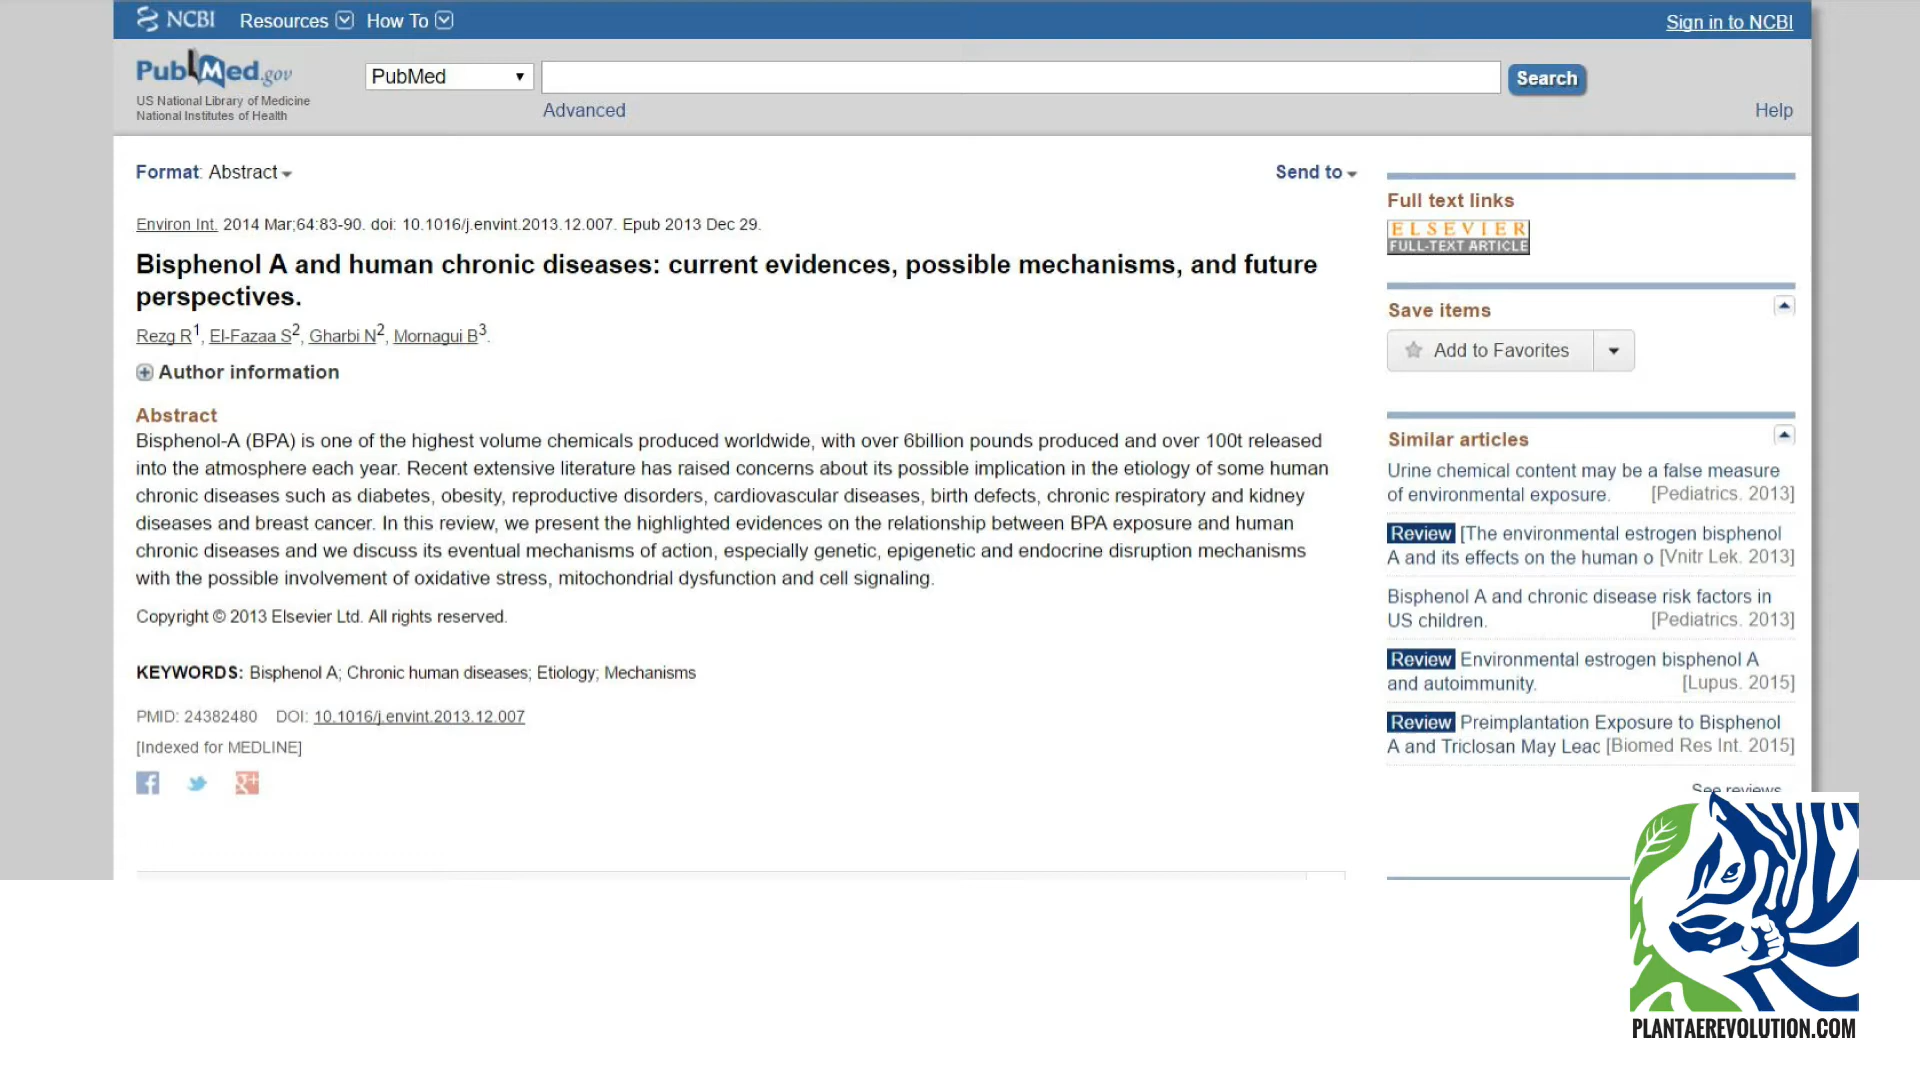 NCBI Resources How To Sign in to NCBI
PubMed.gov
US National Library of Medicine
National Institutes of Health
PubMed
Search
Advanced
Help
Format: Abstract
Send to
Environ Int. 2014 Mar;64:83-90. doi: 10.1016/j.envint.2013.12.007. Epub 2013 Dec 29.
Bisphenol A and human chronic diseases: current evidences, possible mechanisms, and future
perspectives.
Rezg R1, El-Fazaa S2, Gharbi N2, Mornagui B3.
Author information
Abstract
Bisphenol-A (BPA) is one of the highest volume chemicals produced worldwide, with over 6billion pounds produced and over 100t released
into the atmosphere each year. Recent extensive literature has raised concerns about its possible implication in the etiology of some human
chronic diseases such as diabetes, obesity, reproductive disorders, cardiovascular diseases, birth defects, chronic respiratory and kidney
diseases and breast cancer. In this review, we present the highlighted evidences on the relationship between BPA exposure and human
chronic diseases and we discuss its eventual mechanisms of action, especially genetic, epigenetic and endocrine disruption mechanisms
with the possible involvement of oxidative stress, mitochondrial dysfunction and cell signaling.
Copyright © 2013 Elsevier Ltd. All rights reserved.
KEYWORDS: Bisphenol A; Chronic human diseases; Etiology; Mechanisms
PMID: 24382480 DOI: 10.1016/j.envint.2013.12.007
[Indexed for MEDLINE]
f
g+
Full text links
ELSEVIER
FULL-TEXT ARTICLE
Save items
Add to Favorites
Similar articles
Urine chemical content may be a false measure
of environmental exposure. [Pediatrics. 2013]
Review [The environmental estrogen bisphenol
A and its effects on the human o [Vnitr Lek. 2013]
Bisphenol A and chronic disease risk factors in
US children. [Pediatrics. 2013]
Review Environmental estrogen bisphenol A
and autoimmunity. [Lupus. 2015]
Review Preimplantation Exposure to Bisphenol
A and Triclosan May Leac [Biomed Res Int. 2015]
See reviews
PLANTAEREVOLUTION.COM